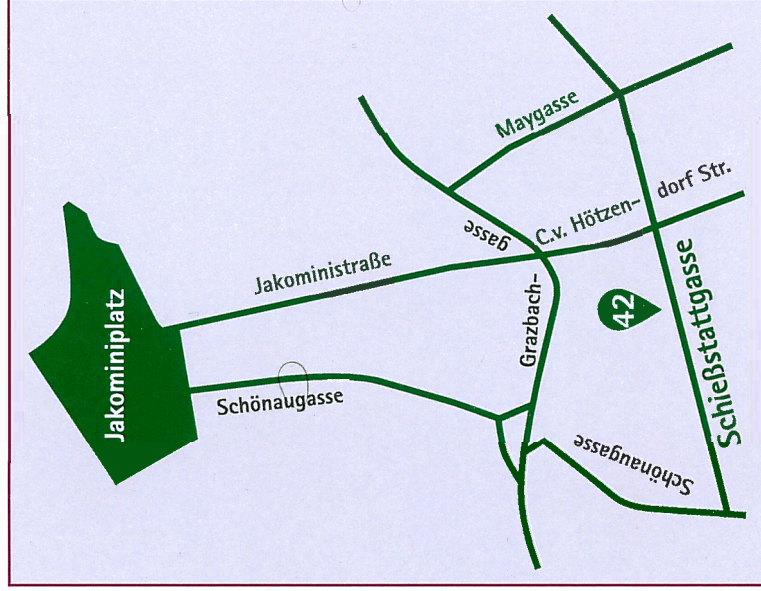 Maygasse
dorf Str.
C.v. Hötzen-
gasse
Jakoministraße
Jakominiplatz
42
Grazbach-
Schießstattgasse
Schönaugasse
Schönaugasse